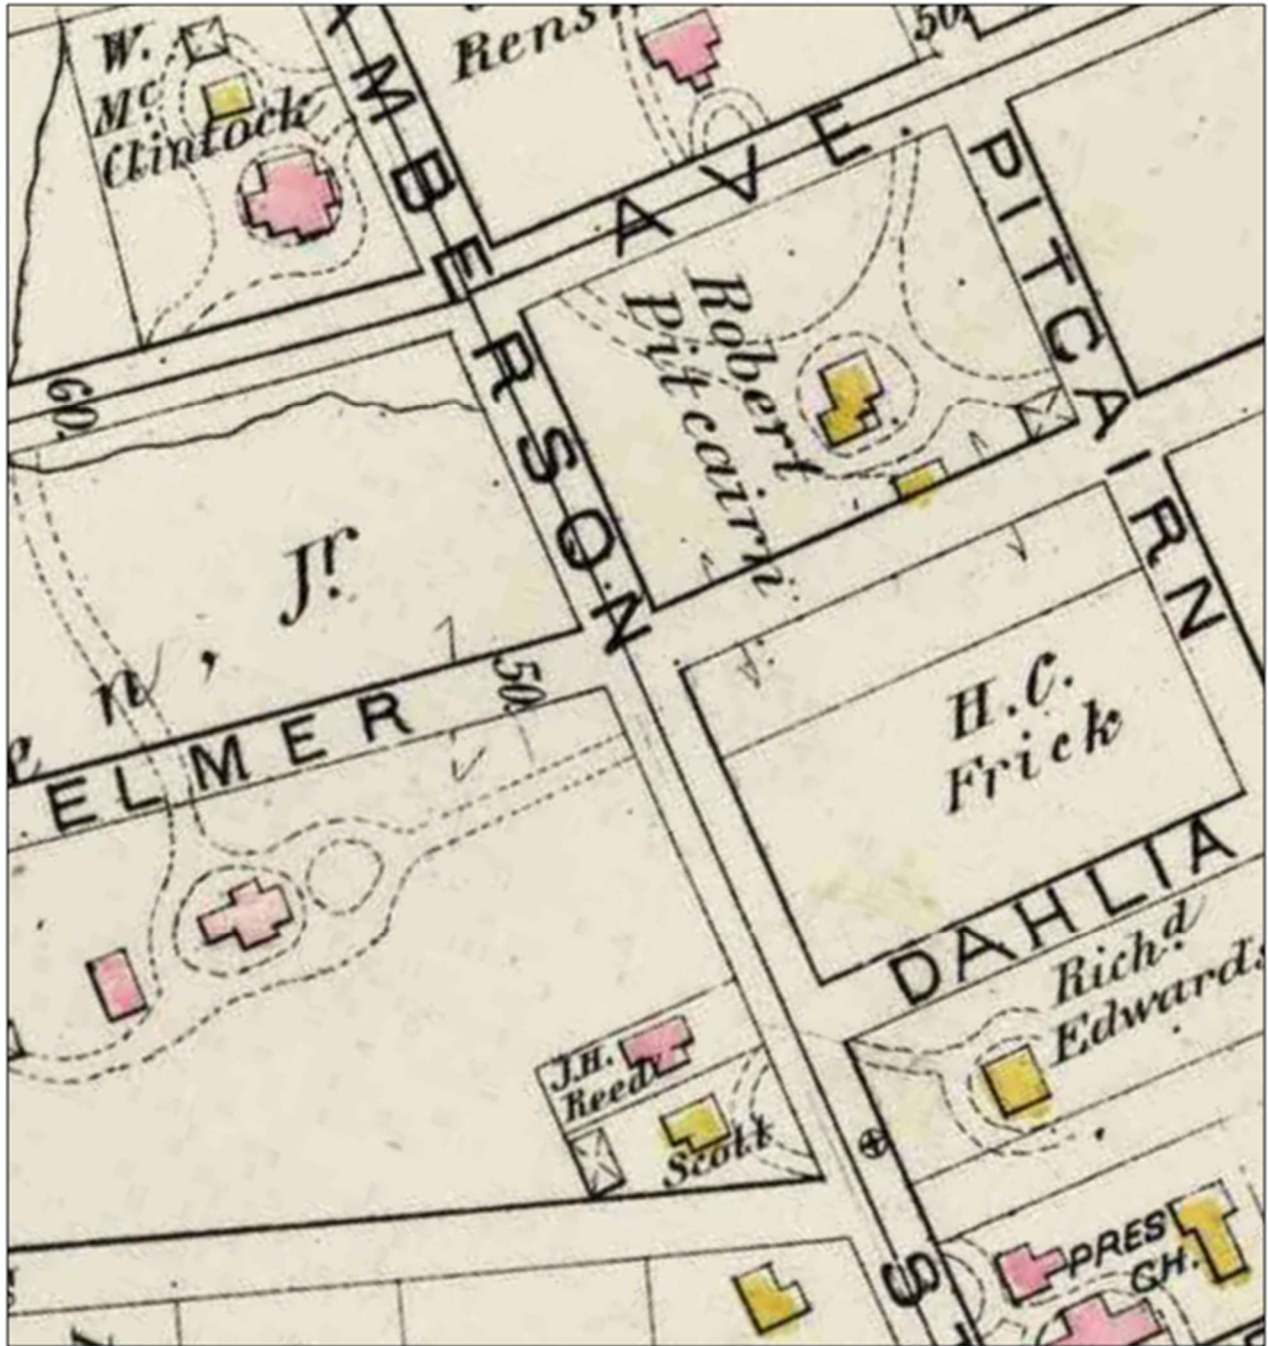 W.
Mc
Clintock
AMBERSON
Rens
50
AVE
PITCAIRN
Robert
Pitcairn
60
Jr.
n,
e
50
ELMER
H.C.
Frick
DAHLIA
Richd.
Edwards
J.H.
Reed
Scott
PRES
CH.
S